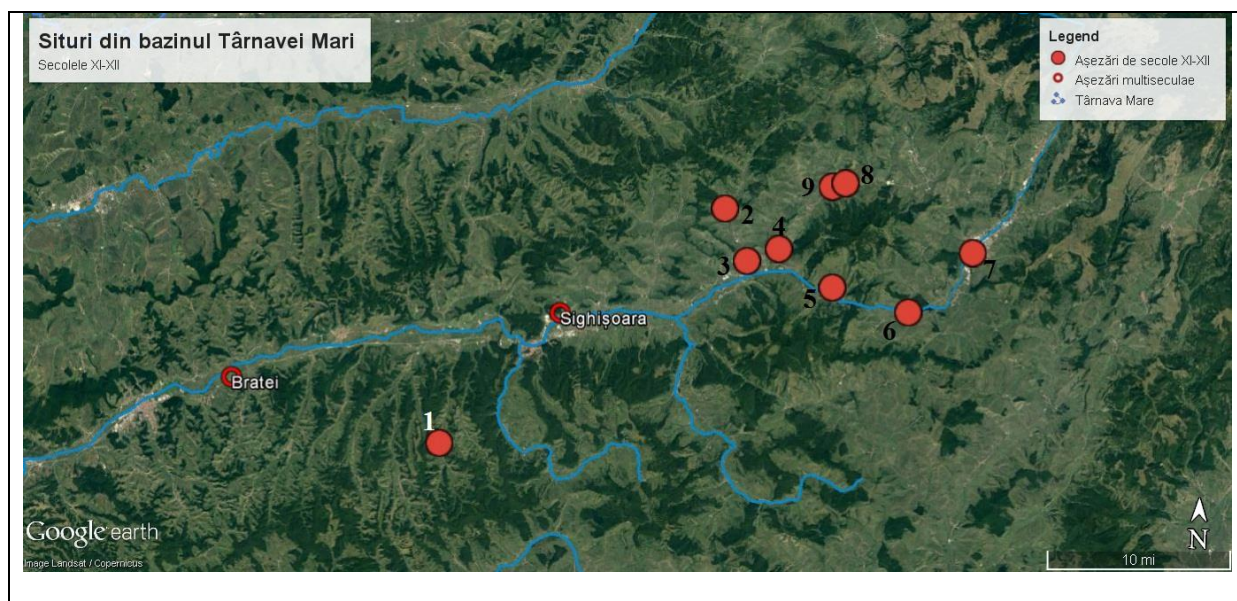 Situri din bazinul Târnavei Mari
Secolele XI-XII
Legend
Așezări de secole XI-XII
Așezări multiseculae
Târnava Mare
8
9
2
4
3
7
5
6
Sighișoara
Bratei
1
Google earth
Image Landsat / Copernicus
N
10 mi